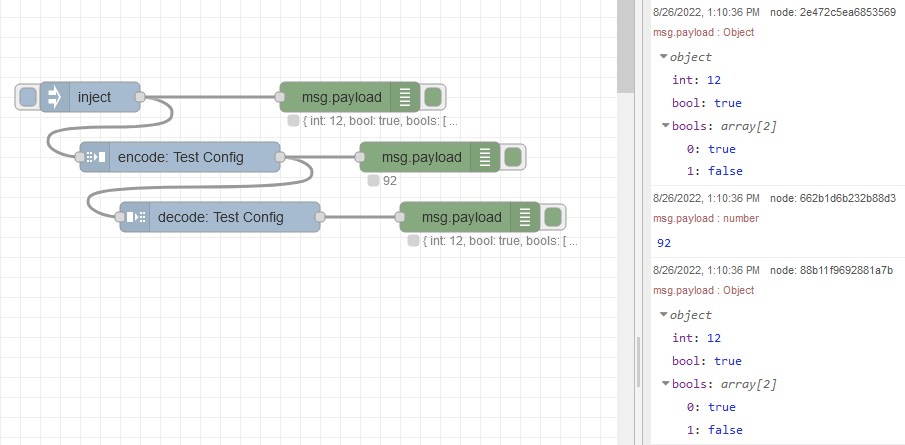 inject
msg.payload
{ int: 12, bool: true, bools: [ ...
encode: Test Config
msg.payload
92
decode: Test Config
msg.payload
{ int: 12, bool: true, bools: [ ...
8/26/2022, 1:10:36 PM node: 2e472c5ea6853569
msg.payload : Object
object
int: 12
bool: true
bools: array[2]
0: true
1: false
8/26/2022, 1:10:36 PM node: 662b1d6b232b88d3
msg.payload : number
92
8/26/2022, 1:10:36 PM node: 88b11f9692881a7b
msg.payload : Object
object
int: 12
bool: true
bools: array[2]
0: true
1: false